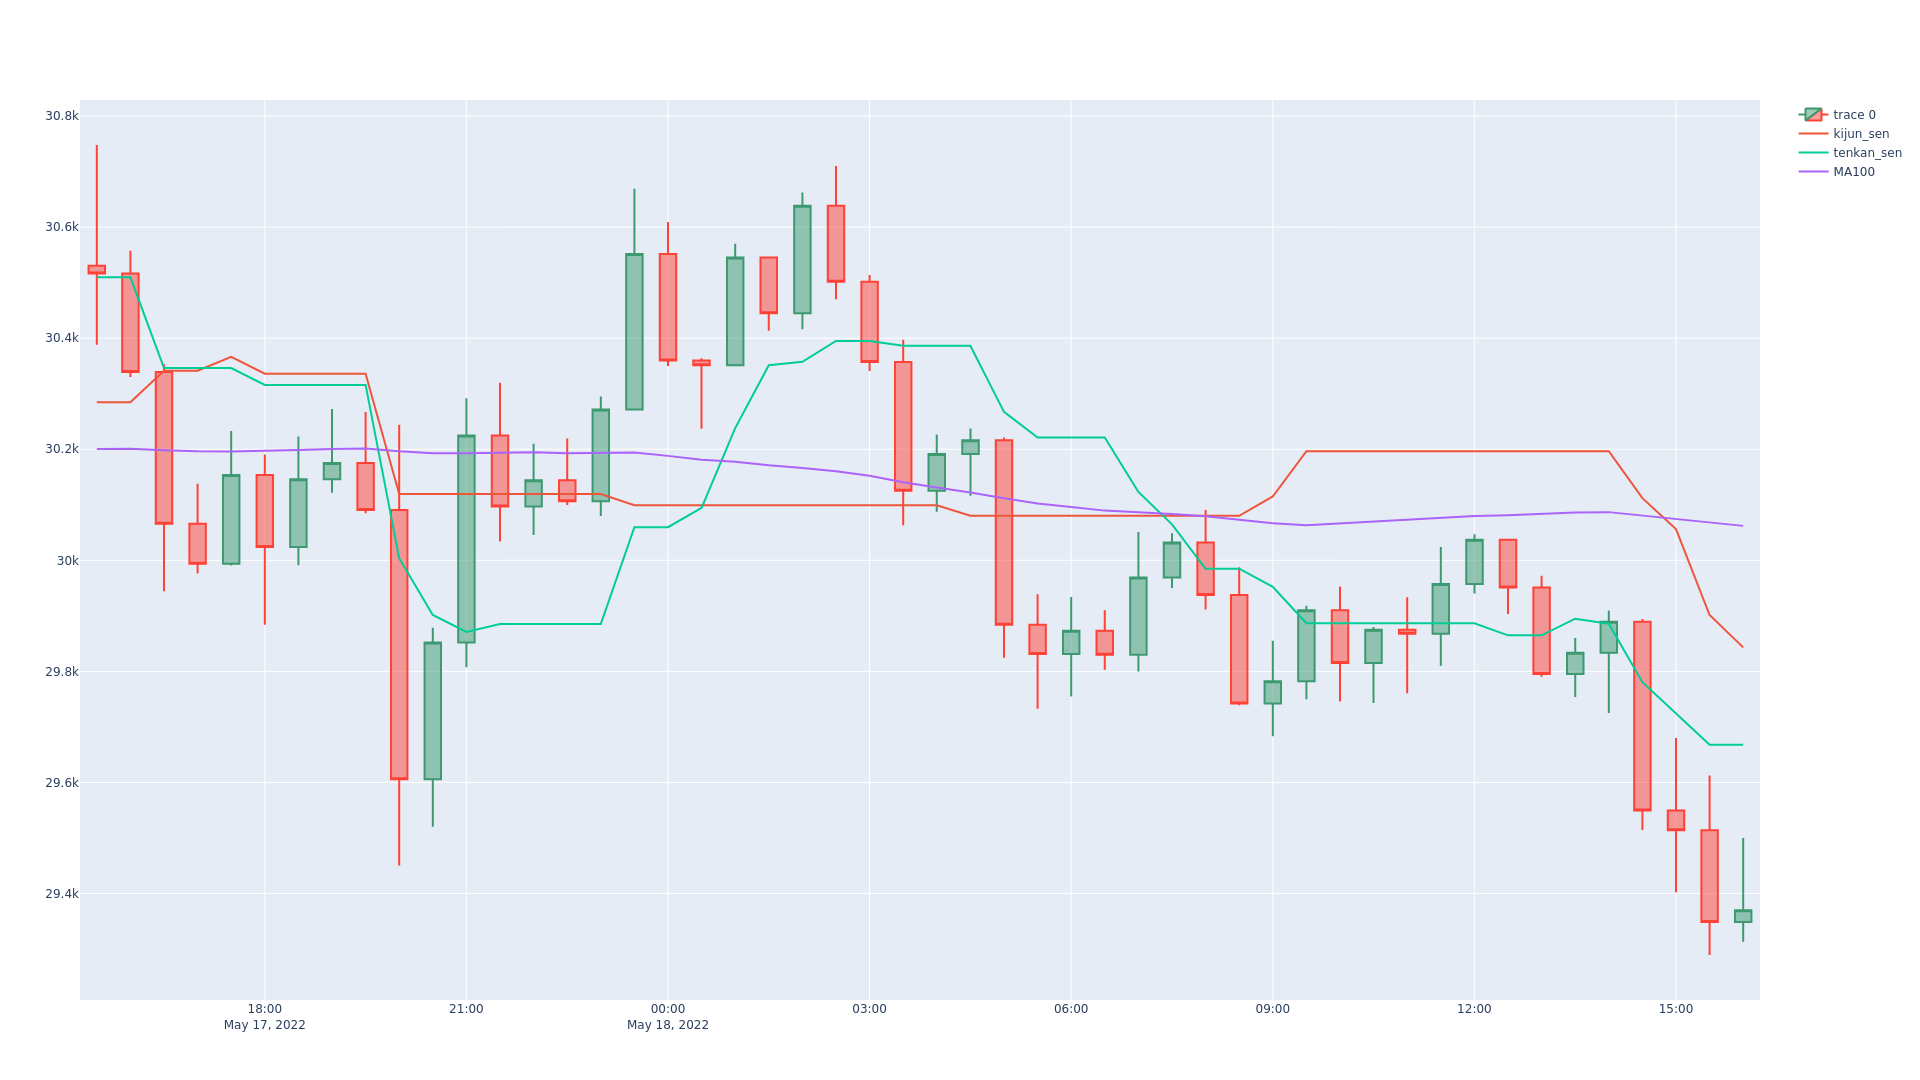 30.8k
30.6k
30.4k
30.2k
30k
29.8k
29.6k
29.4k
18:00
May 17, 2022
21:00
00:00
May 18, 2022
03:00
06:00
09:00
12:00
15:00
trace 0
kijun_sen
tenkan_sen
MA100